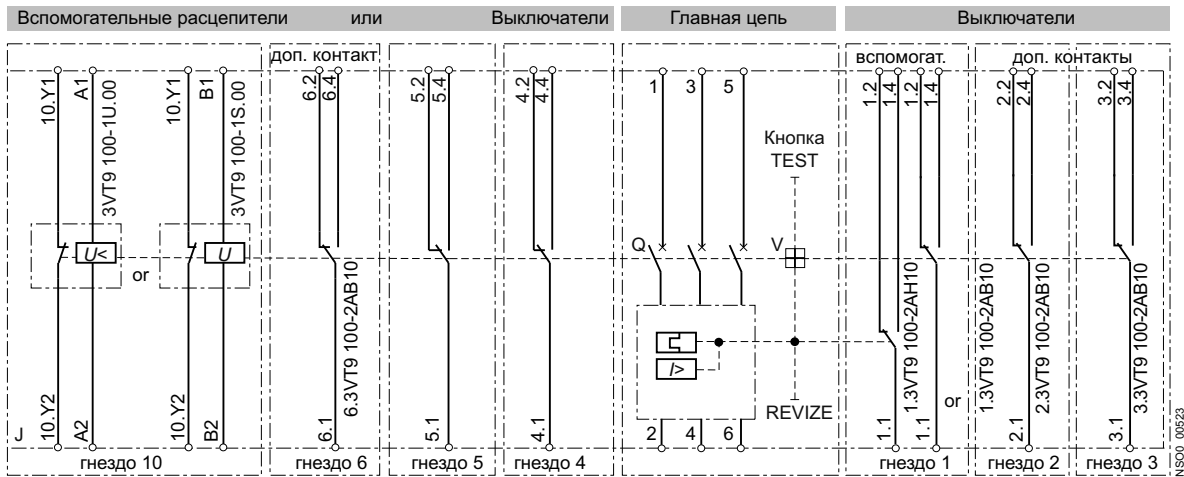 Вспомогательные расцепители или Выключатели
Главная цепь
Выключатели
доп. контакт
вспомогат.
доп. контакты
10.Y1
A1
3VT9 100-1U.00
10.Y1
B1
3VT9 100-1S.00
6.2
6.4
5.2
5.4
4.2
4.4
1
3
5
Кнопка
TEST
1.2
1.4
1.2
1.4
2.2
2.4
3.2
3.4
U<
or
U
Q
V
I>
REVIZE
6.3VT9 100-2AB10
1.3VT9 100-2AH10
or
1.3VT9 100-2AB10
2.3VT9 100-2AB10
3.3VT9 100-2AB10
J
10.Y2
A2
10.Y2
B2
6.1
5.1
4.1
2
4
6
1.1
1.1
2.1
3.1
гнездо 10
гнездо 6
гнездо 5
гнездо 4
гнездо 1
гнездо 2
гнездо 3
NSO0 00523